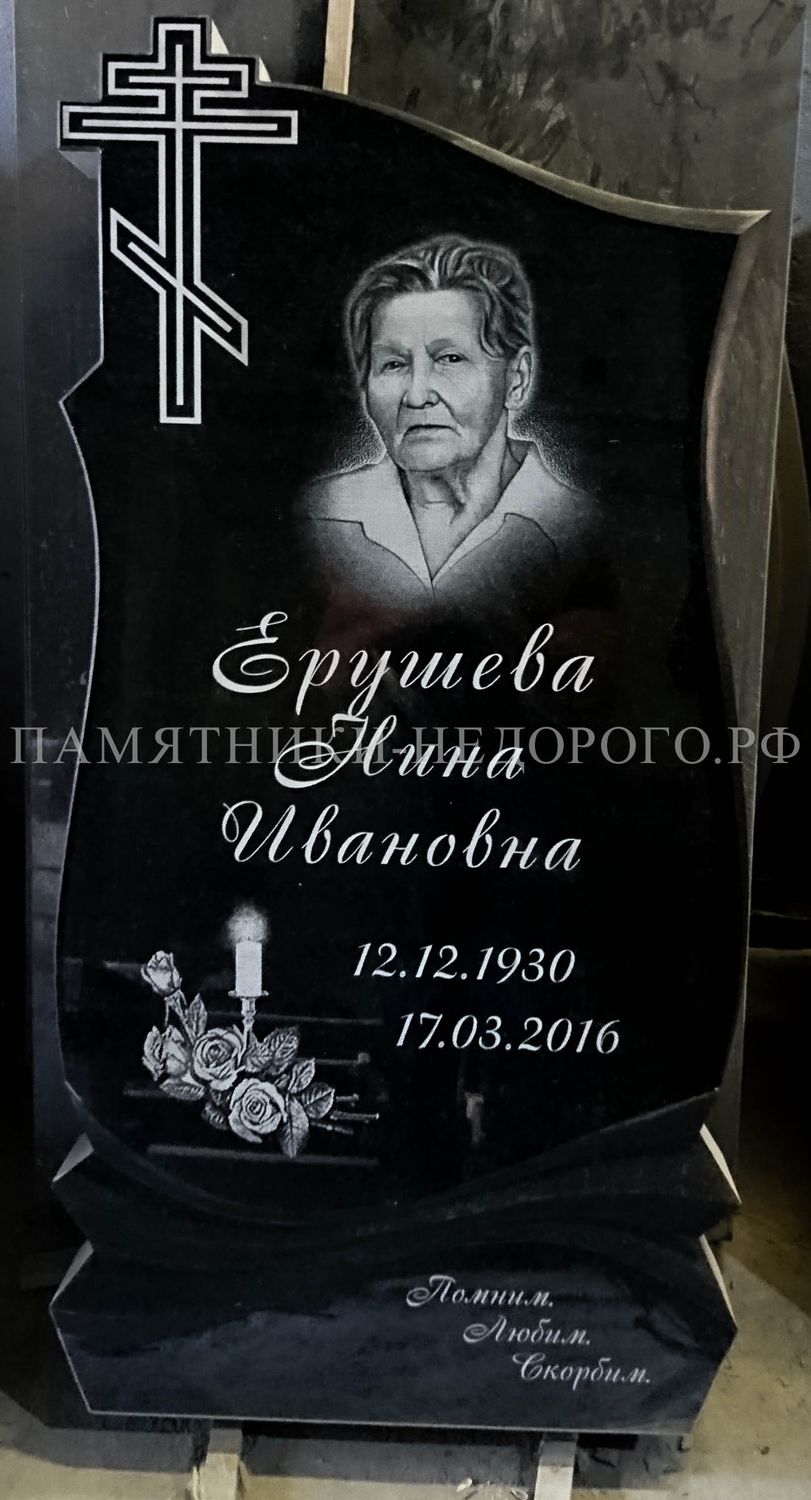 Ерушева
ПАМЯТНИКИ-НЕДОРОГО.РФ
Нина
Ивановна
12.12.1930
17.03.2016
Помним.
Любим.
Скорбим.